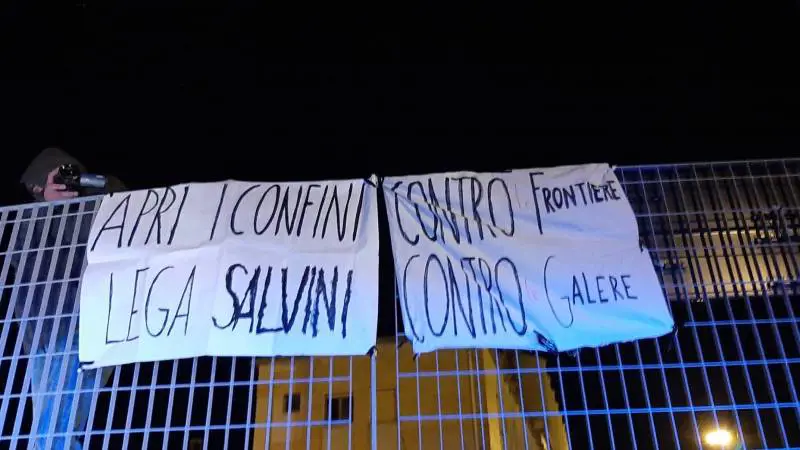 APRI I CONFINI
LEGA SALVINI
CONTRO FRONTIERE
CONTRO GALERE